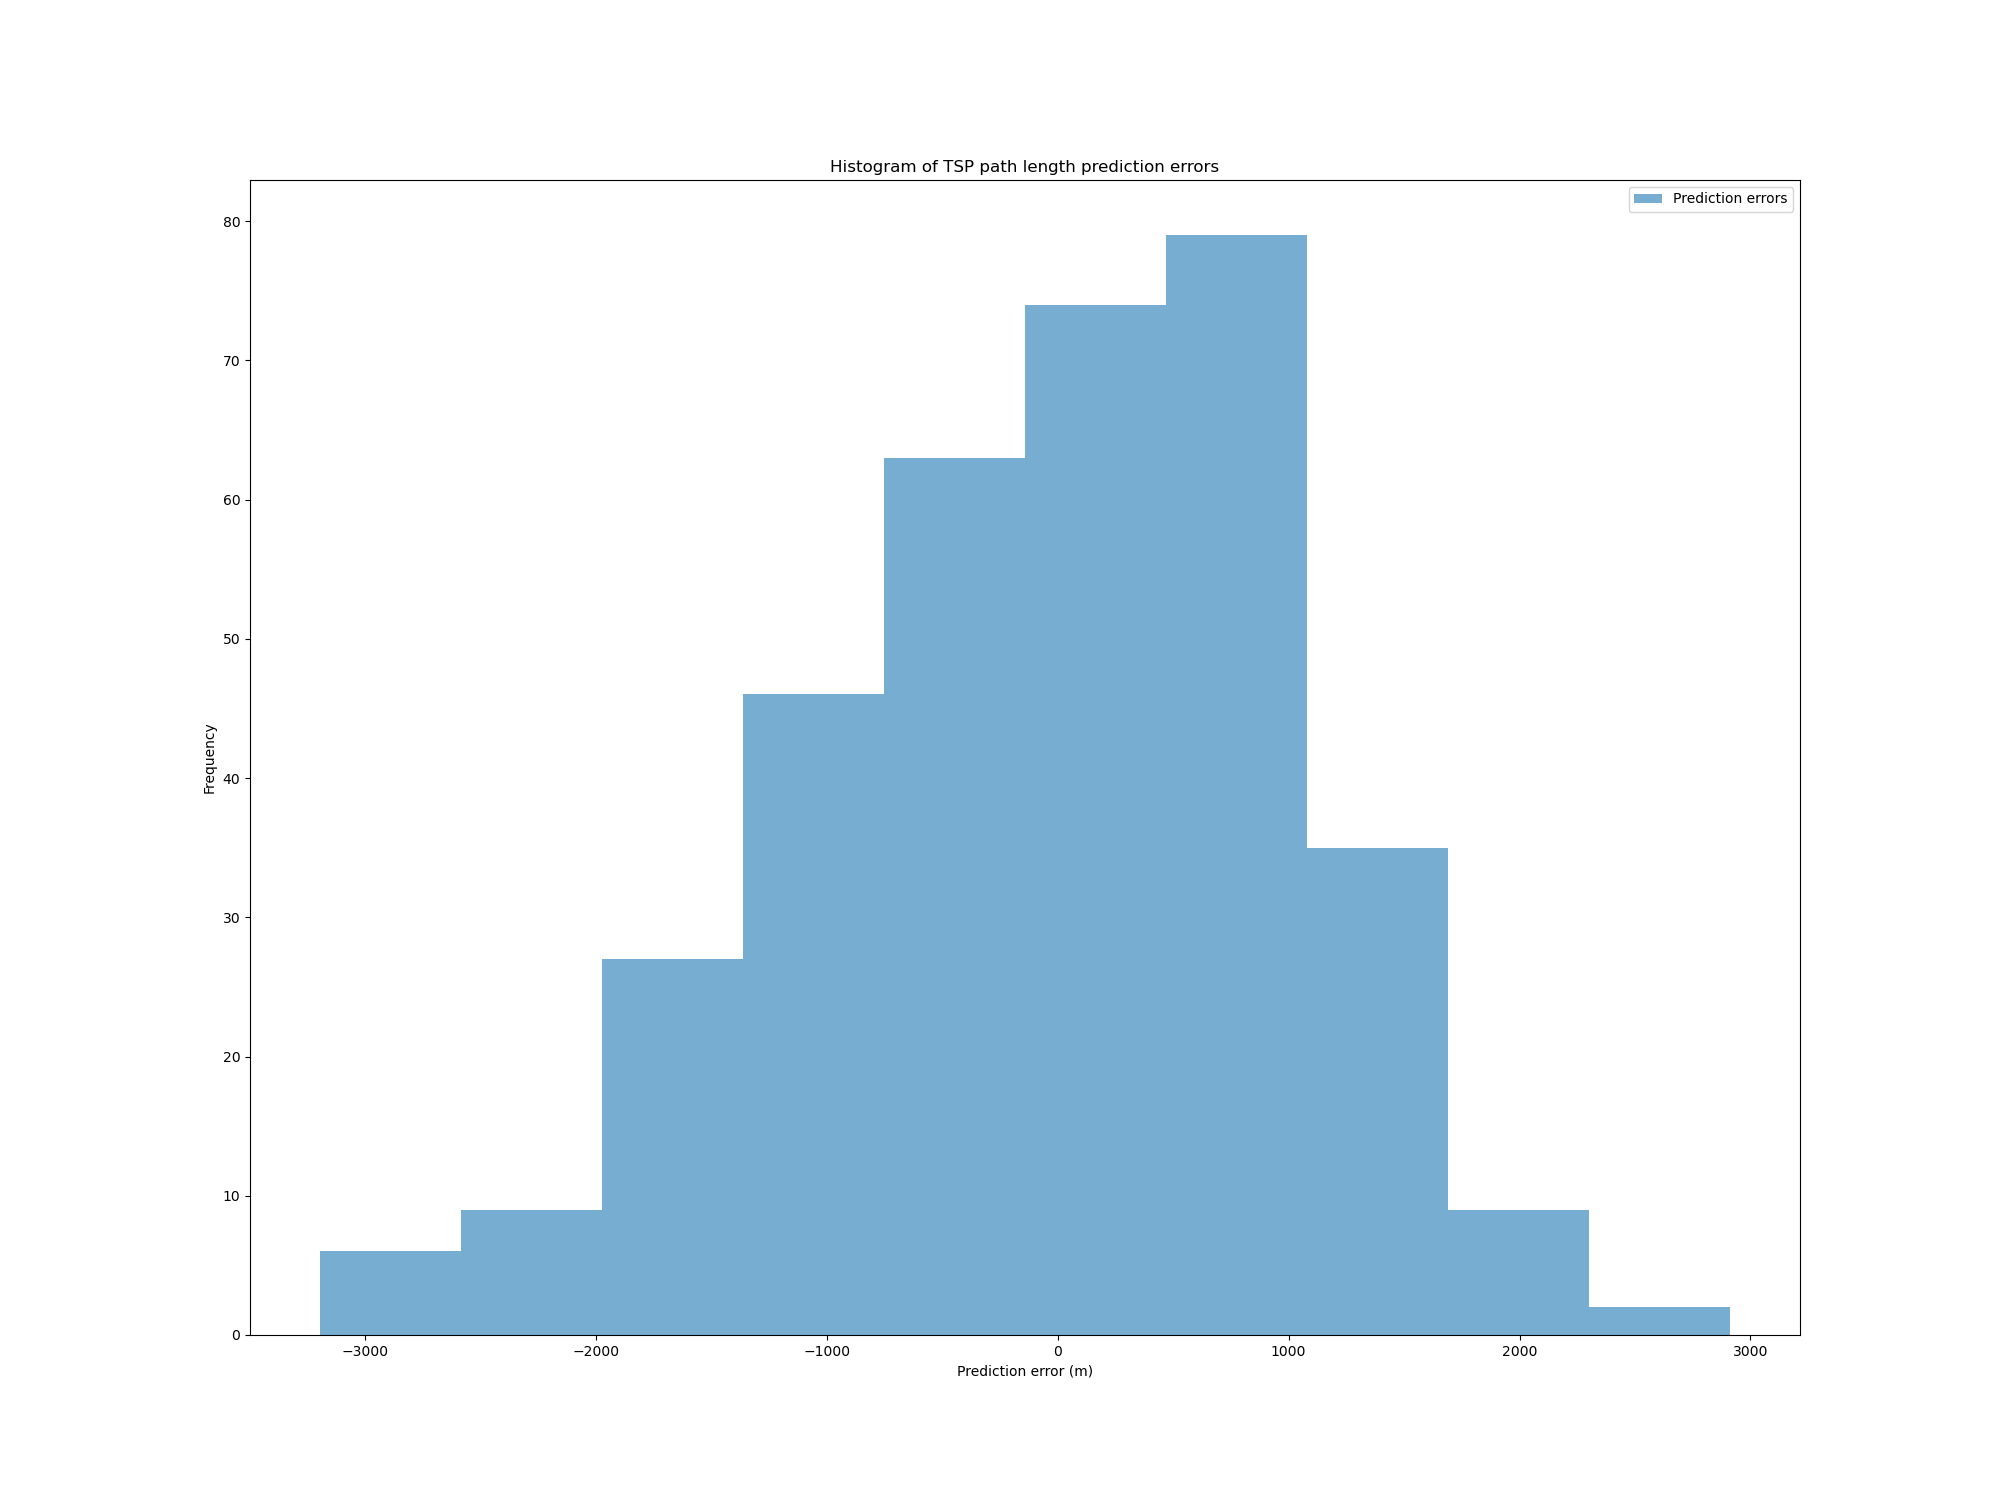 Histogram of TSP path length prediction errors
Prediction errors
80
70
60
50
40
30
20
10
0
Frequency
−3000 −2000 −1000 0 1000 2000 3000
Prediction error (m)